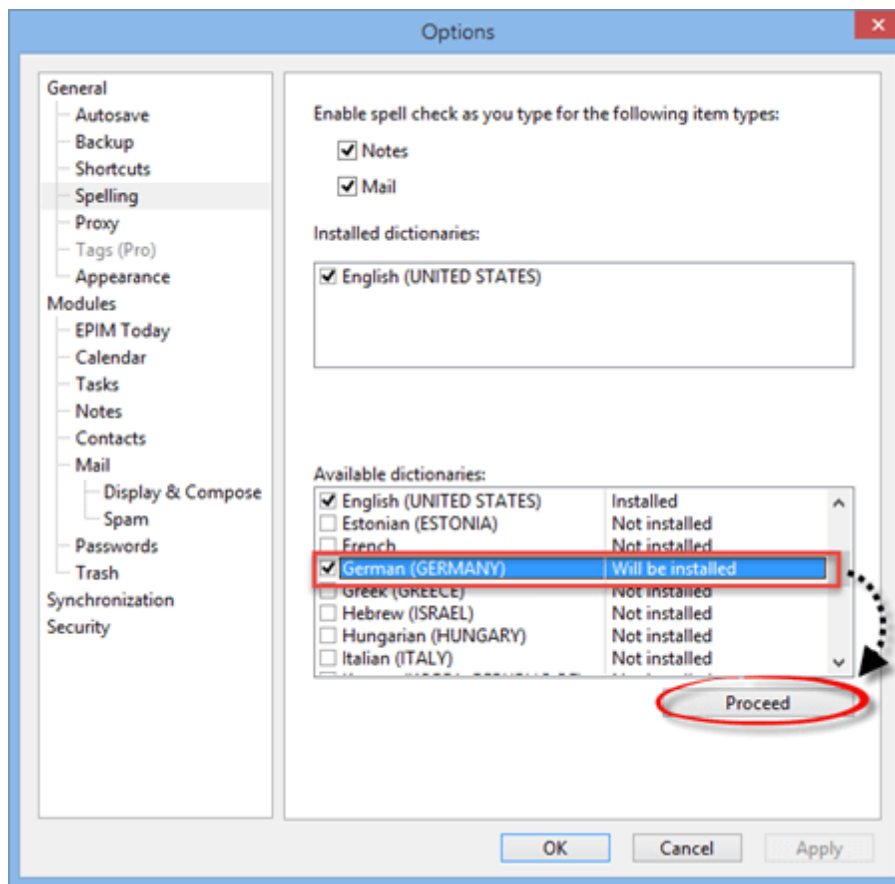 Options
General
Autosave
Backup
Shortcuts
Spelling
Proxy
Tags (Pro)
Appearance
Modules
EPIM Today
Calendar
Tasks
Notes
Contacts
Mail
Display & Compose
Spam
Passwords
Trash
Synchronization
Security
Enable spell check as you type for the following item types:
Notes
Mail
Installed dictionaries:
English (UNITED STATES)
Available dictionaries:
English (UNITED STATES) Installed
Estonian (ESTONIA) Not installed
French Not installed
German (GERMANY) Will be installed
Greek (GREECE) Not installed
Hebrew (ISRAEL) Not installed
Hungarian (HUNGARY) Not installed
Italian (ITALY) Not installed
Proceed
OK Cancel Apply